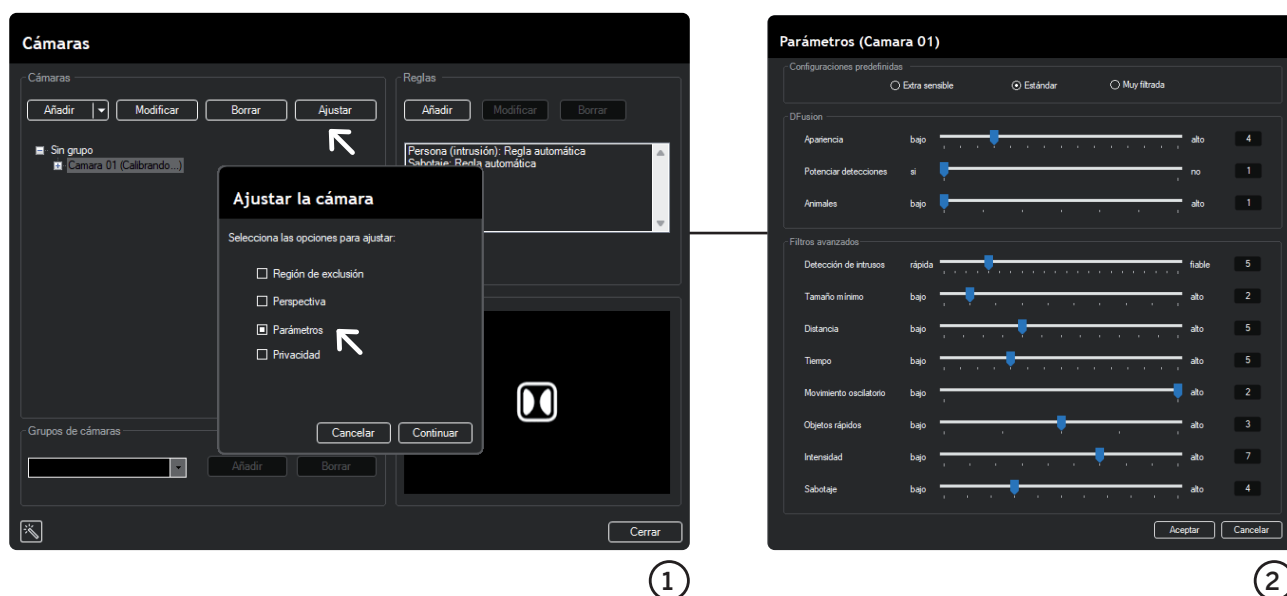 Cámaras
Cámaras
Añadir
Modificar
Borrar
Ajustar
Sin grupo
Camara 01 (Calibrando...)
Reglas
Añadir
Modificar
Borrar
Persona (intrusión): Regla automática
Sabotaje: Regla automática
Ajustar la cámara
Selecciona las opciones para ajustar:
Región de exclusión
Perspectiva
Parámetros
Privacidad
Cancelar
Continuar
Grupos de cámaras
Añadir
Borrar
Cerrar
1
Parámetros (Camara 01)
Configuraciones predefinidas
Extra sensible
Estándar
Muy filtrada
DFusion
Apariencia bajo alto 4
Potenciar detecciones si no 1
Animales bajo alto 1
Filtros avanzados
Detección de intrusos rápida fiable 5
Tamaño mínimo bajo alto 2
Distancia bajo alto 5
Tiempo bajo alto 5
Movimiento oscilatorio bajo alto 2
Objetos rápidos bajo alto 3
Intensidad bajo alto 7
Sabotaje bajo alto 4
Aceptar
Cancelar
2